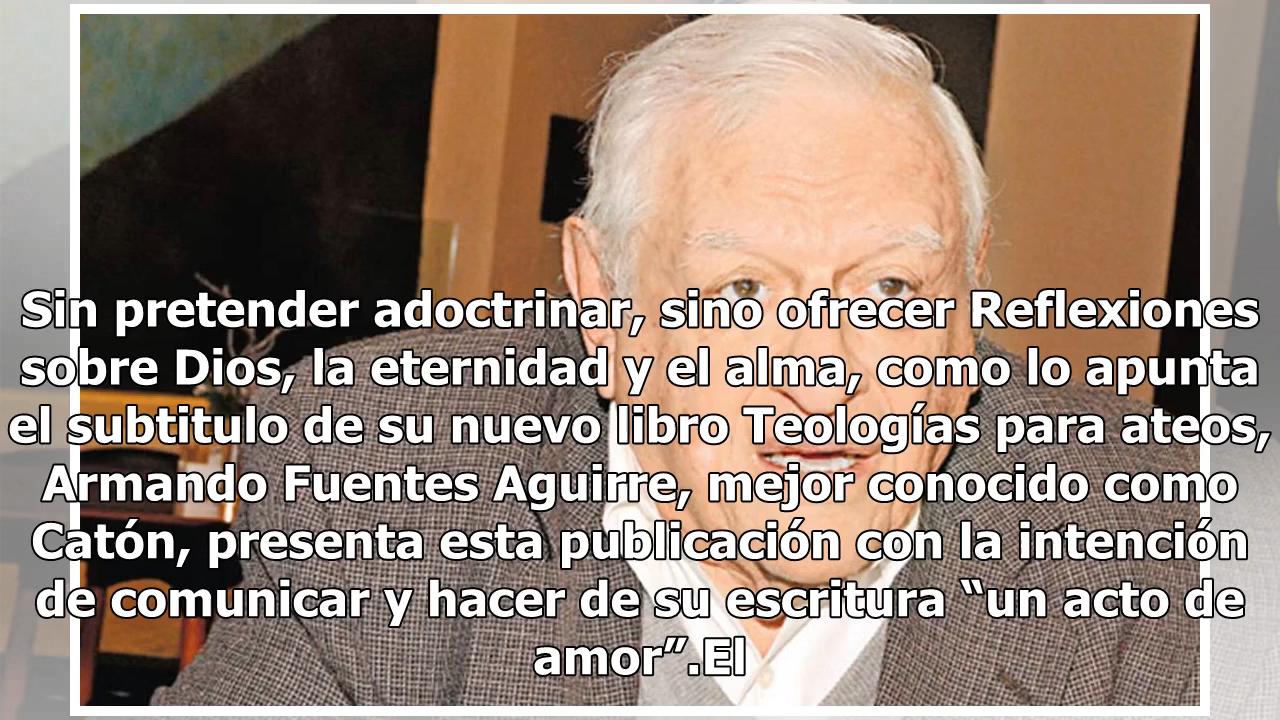 Sin pretender adoctrinar, sino ofrecer Reflexiones
sobre Dios, la eternidad y el alma, como lo apunta
el subtitulo de su nuevo libro Teologías para ateos,
Armando Fuentes Aguirre, mejor conocido como
Catón, presenta esta publicación con la intención
de comunicar y hacer de su escritura “un acto de
amor”.El